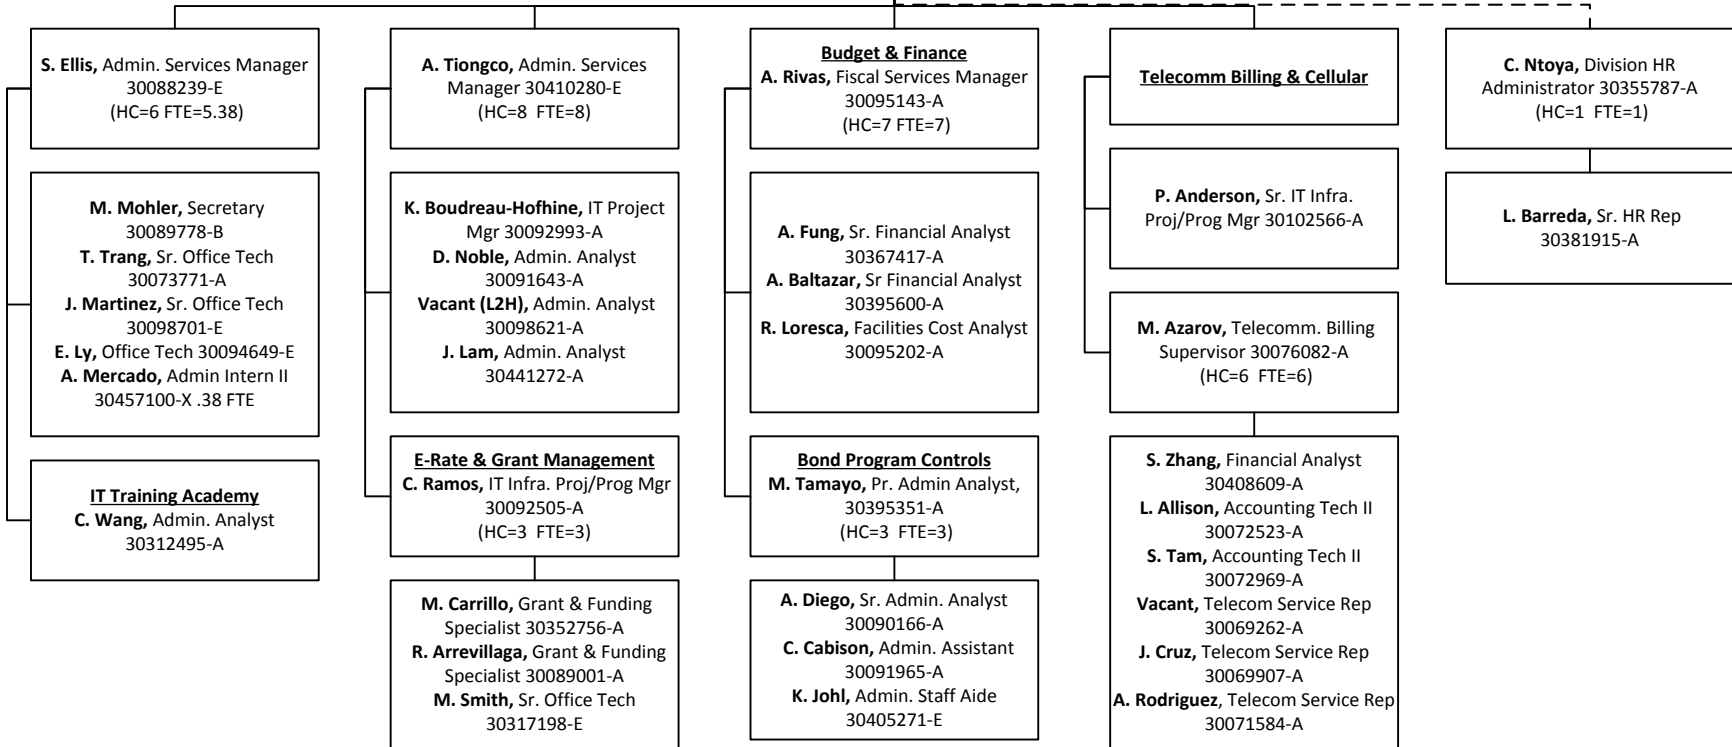 S. Ellis, Admin. Services Manager
30088239-E
(HC=6 FTE=5.38)
M. Mohler, Secretary
30089778-B
T. Trang, Sr. Office Tech
30073771-A
J. Martinez, Sr. Office Tech
30098701-E
E. Ly, Office Tech 30094649-E
A. Mercado, Admin Intern II
30457100-X .38 FTE
IT Training Academy
C. Wang, Admin. Analyst
30312495-A
A. Tiongco, Admin. Services
Manager 30410280-E
(HC=8 FTE=8)
K. Boudreau-Hofhine, IT Project
Mgr 30092993-A
D. Noble, Admin. Analyst
30091643-A
Vacant (L2H), Admin. Analyst
30098621-A
J. Lam, Admin. Analyst
30441272-A
E-Rate & Grant Management
C. Ramos, IT Infra. Proj/Prog Mgr
30092505-A
(HC=3 FTE=3)
M. Carrillo, Grant & Funding
Specialist 30352756-A
R. Arrevillaga, Grant & Funding
Specialist 30089001-A
M. Smith, Sr. Office Tech
30317198-E
Budget & Finance
A. Rivas, Fiscal Services Manager
30095143-A
(HC=7 FTE=7)
A. Fung, Sr. Financial Analyst
30367417-A
A. Baltazar, Sr Financial Analyst
30395600-A
R. Loresca, Facilities Cost Analyst
30095202-A
Bond Program Controls
M. Tamayo, Pr. Admin Analyst,
30395351-A
(HC=3 FTE=3)
A. Diego, Sr. Admin. Analyst
30090166-A
C. Cabison, Admin. Assistant
30091965-A
K. Johl, Admin. Staff Aide
30405271-E
Telecomm Billing & Cellular
P. Anderson, Sr. IT Infra.
Proj/Prog Mgr 30102566-A
M. Azarov, Telecomm. Billing
Supervisor 30076082-A
(HC=6 FTE=6)
S. Zhang, Financial Analyst
30408609-A
L. Allison, Accounting Tech II
30072523-A
S. Tam, Accounting Tech II
30072969-A
Vacant, Telecom Service Rep
30069262-A
J. Cruz, Telecom Service Rep
30069907-A
A. Rodriguez, Telecom Service Rep
30071584-A
C. Ntoya, Division HR
Administrator 30355787-A
(HC=1 FTE=1)
L. Barreda, Sr. HR Rep
30381915-A